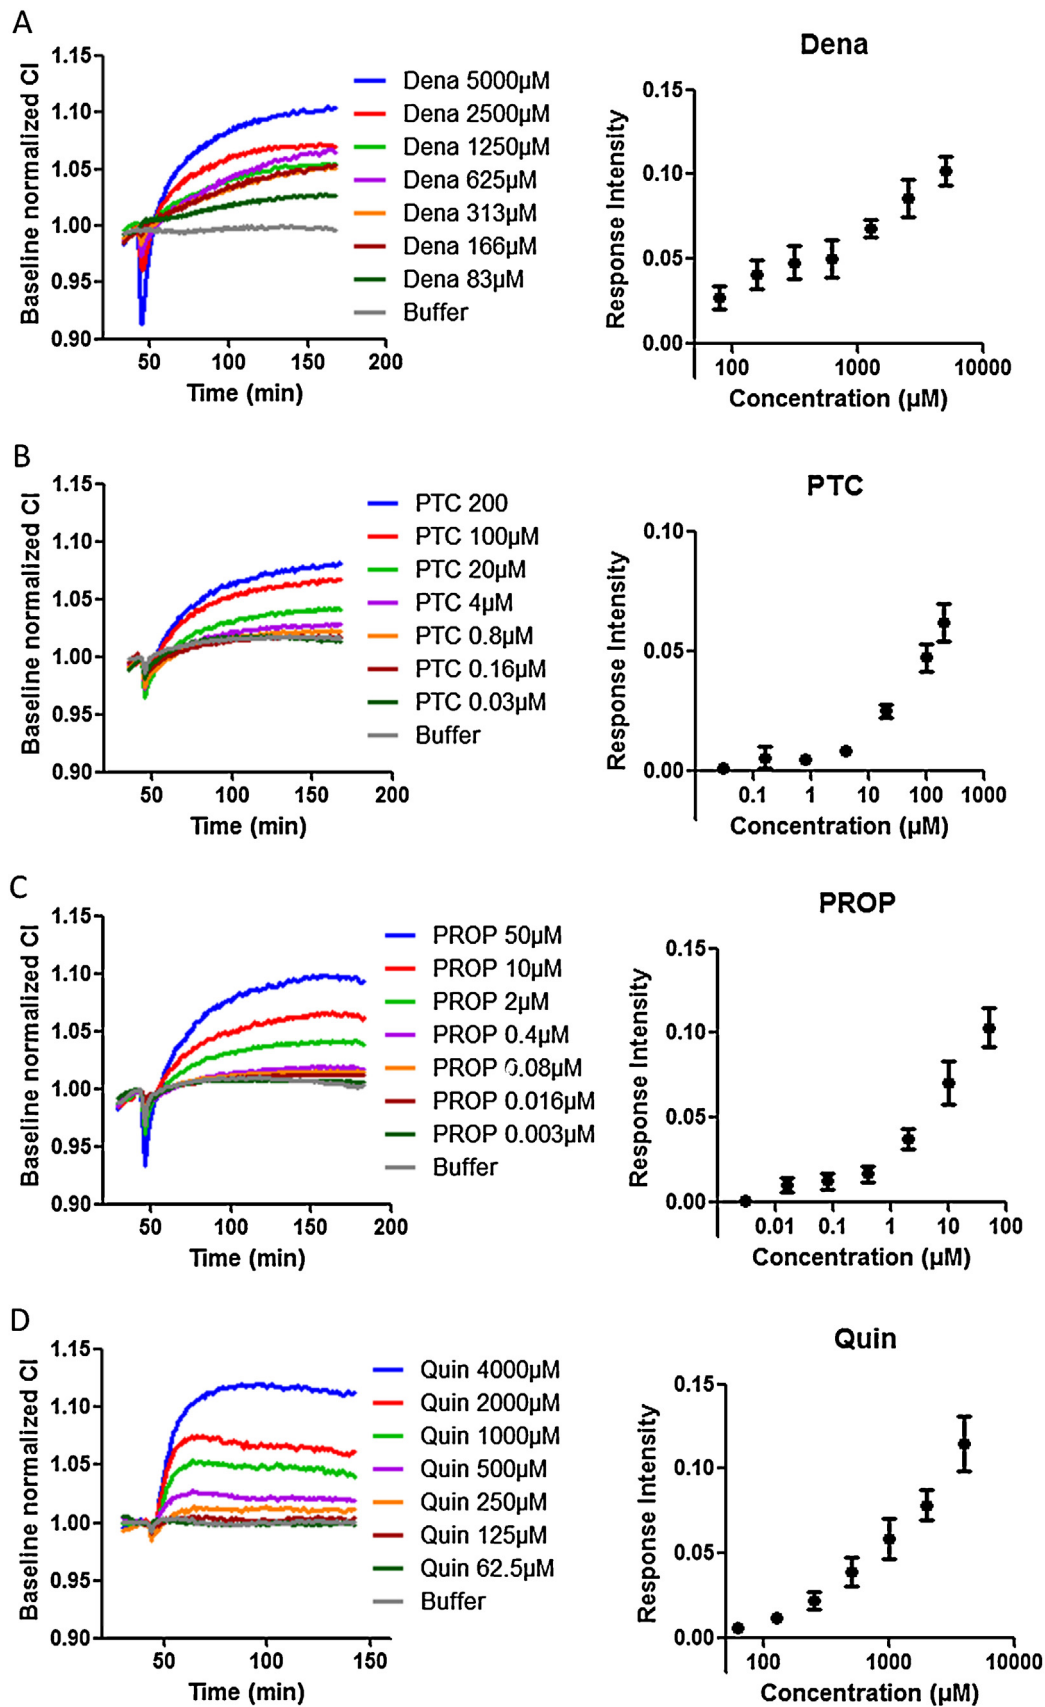 A
Dena
Baseline normalized CI
1.15
1.10
1.05
1.00
0.95
0.90
50
100
150
200
Time (min)
Dena 5000µM
Dena 2500µM
Dena 1250µM
Dena 625µM
Dena 313µM
Dena 166µM
Dena 83µM
Buffer
Response Intensity
0.15
0.10
0.05
0.00
100
1000
10000
Concentration (µM)
B
PTC
Baseline normalized CI
1.15
1.10
1.05
1.00
0.95
0.90
50
100
150
200
Time (min)
PTC 200
PTC 100µM
PTC 20µM
PTC 4µM
PTC 0.8µM
PTC 0.16µM
PTC 0.03µM
Buffer
Response Intensity
0.10
0.05
0.00
0.1
1
10
100
1000
Concentration (µM)
C
PROP
Baseline normalized CI
1.15
1.10
1.05
1.00
0.95
0.90
50
100
150
200
Time (min)
PROP 50µM
PROP 10µM
PROP 2µM
PROP 0.4µM
PROP 0.08µM
PROP 0.016µM
PROP 0.003µM
Buffer
Response Intensity
0.15
0.10
0.05
0.00
0.01
0.1
1
10
100
Concentration (µM)
D
Quin
Baseline normalized CI
1.15
1.10
1.05
1.00
0.95
0.90
50
100
150
Time (min)
Quin 4000µM
Quin 2000µM
Quin 1000µM
Quin 500µM
Quin 250µM
Quin 125µM
Quin 62.5µM
Buffer
Response Intensity
0.15
0.10
0.05
0.00
100
1000
10000
Concentration (µM)